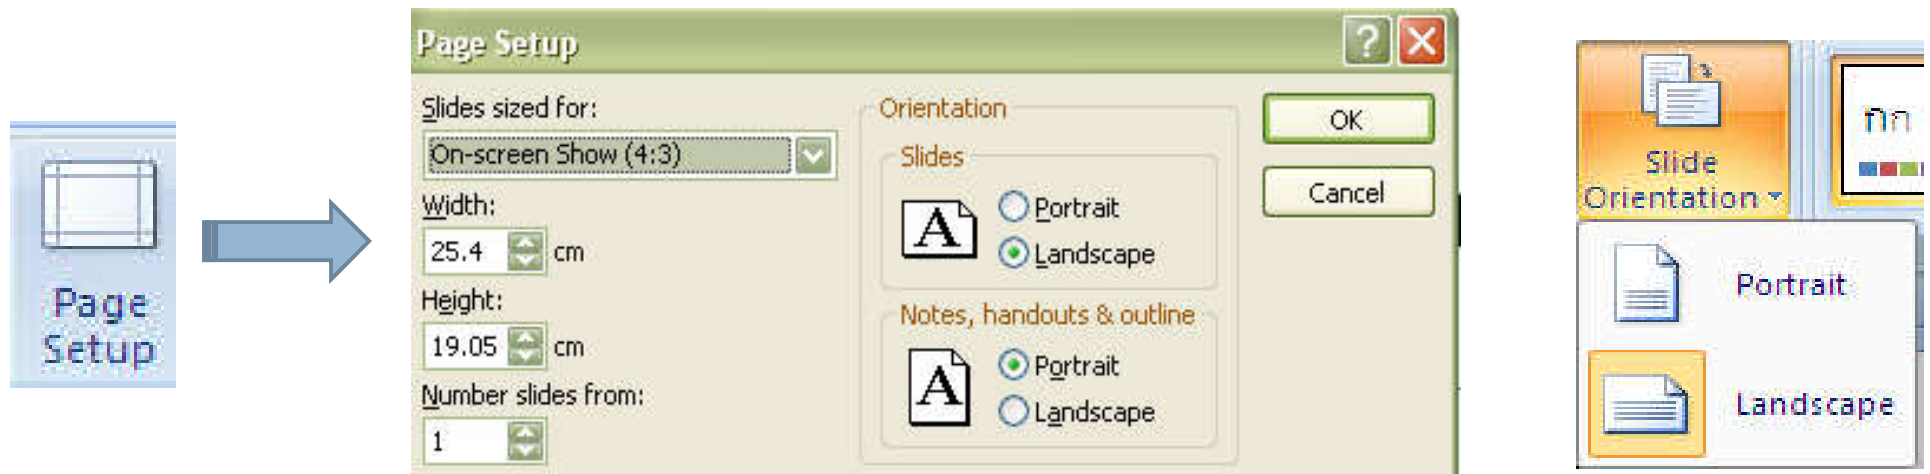 Page
Setup
Page Setup
Slides sized for:
On-screen Show (4:3)
Width:
25.4 cm
Height:
19.05 cm
Number slides from:
1
Orientation
Slides
A
Portrait
Landscape
Notes, handouts & outline
A
Portrait
Landscape
OK
Cancel
Slide
Orientation
กก
Portrait
Landscape